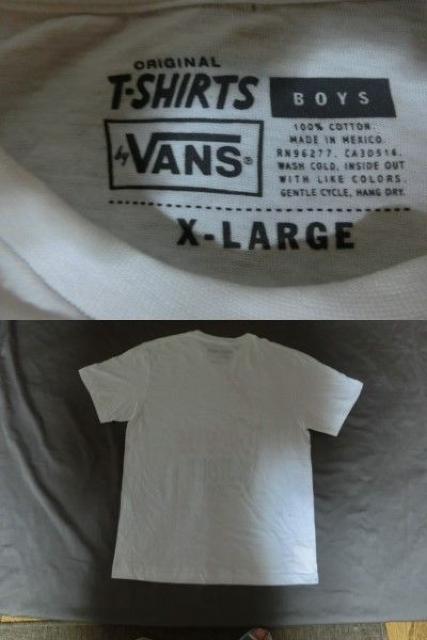 ORIGINAL
T-SHIRTS
by VANS®
BOYS
100% COTTON.
MADE IN MEXICO.
RN96277. CA30516.
WASH COLD, INSIDE OUT
WITH LIKE COLORS.
GENTLE CYCLE, HANG DRY.
X-LARGE